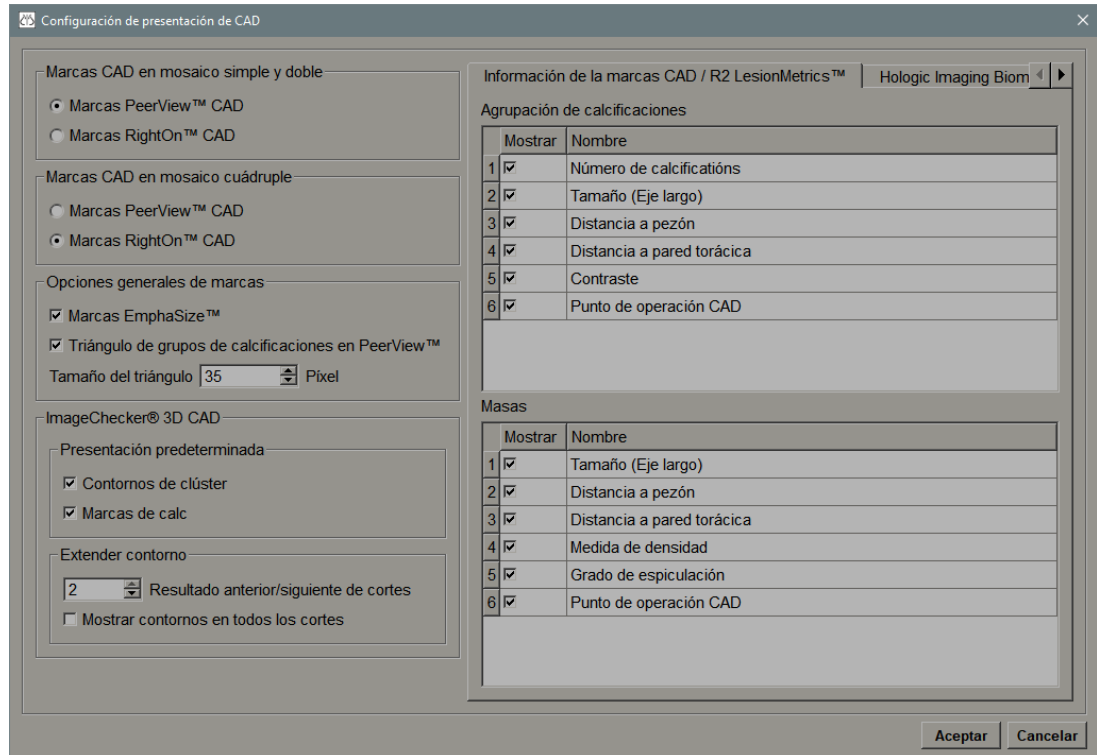 Configuración de presentación de CAD
Marcas CAD en mosaico simple y doble
Marcas PeerView™ CAD
Marcas RightOn™ CAD
Marcas CAD en mosaico cuádruple
Marcas PeerView™ CAD
Marcas RightOn™ CAD
Opciones generales de marcas
Marcas EmphaSize™
Triángulo de grupos de calcificaciones en PeerView™
Tamaño del triángulo 35 Píxel
ImageChecker® 3D CAD
Presentación predeterminada
Contornos de clúster
Marcas de calc
Extender contorno
2 Resultado anterior/siguiente de cortes
Mostrar contornos en todos los cortes
Información de la marcas CAD / R2 LesionMetrics™ Hologic Imaging Biom
Agrupación de calcificaciones
Mostrar Nombre
1 Número de calcificatións
2 Tamaño (Eje largo)
3 Distancia a pezón
4 Distancia a pared torácica
5 Contraste
6 Punto de operación CAD
Masas
Mostrar Nombre
1 Tamaño (Eje largo)
2 Distancia a pezón
3 Distancia a pared torácica
4 Medida de densidad
5 Grado de espiculación
6 Punto de operación CAD
Aceptar Cancelar